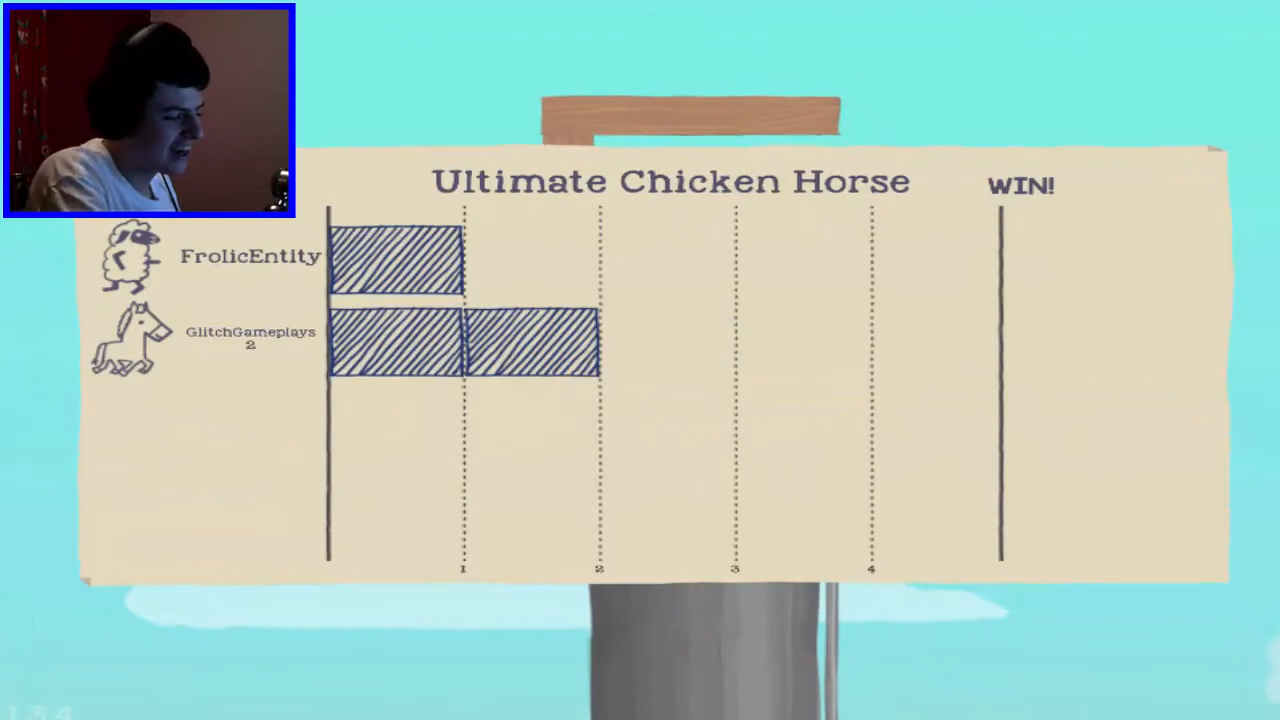 Ultimate Chicken Horse
WIN!
FrolicEntity
GlitchGameplays
2
1 2 3 4